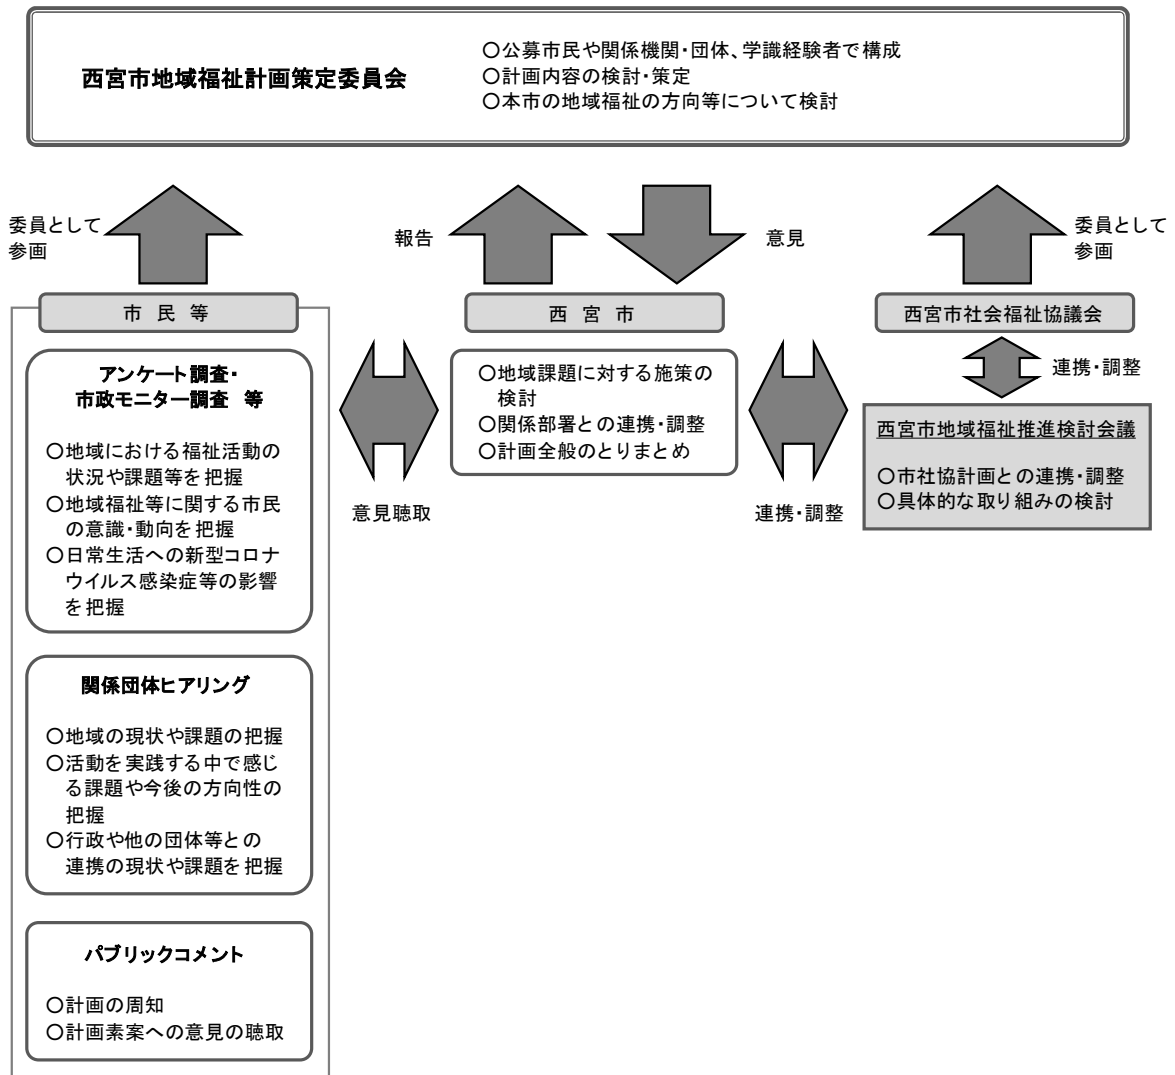 西宮市地域福祉計画策定委員会
〇公募市民や関係機関・団体、学識経験者で構成
〇計画内容の検討・策定
〇本市の地域福祉の方向等について検討
委員として
参画
報告
意見
委員として
参画
市民等
アンケート調査・
市政モニター調査 等
〇地域における福祉活動の
状況や課題等を把握
〇地域福祉等に関する市民
の意識・動向を把握
〇日常生活への新型コロナ
ウイルス感染症等の影響
を把握
関係団体ヒアリング
〇地域の現状や課題の把握
〇活動を実践する中で感じ
る課題や今後の方向性の
把握
〇行政や他の団体等との
連携の現状や課題を把握
パブリックコメント
〇計画の周知
〇計画素案への意見の聴取
意見聴取
西宮市
〇地域課題に対する施策の
検討
〇関係部署との連携・調整
〇計画全般のとりまとめ
連携・調整
西宮市社会福祉協議会
連携・調整
西宮市地域福祉推進検討会議
〇市社協計画との連携・調整
〇具体的な取り組みの検討